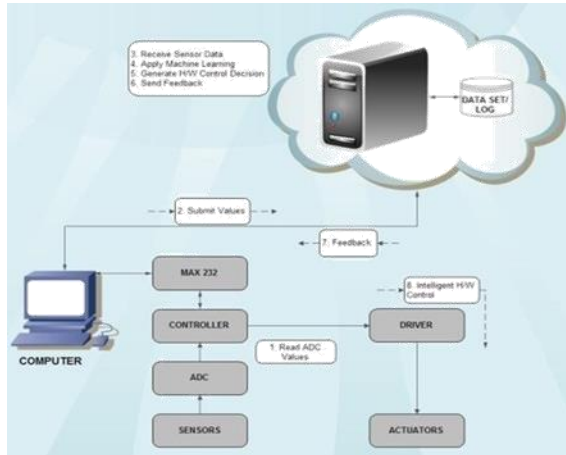 3. Receive Sensor Data
4. Apply Machine Learning
5: Generate H/W Control Decision
6. Send Feedback
DATA SET/
LOG
2. Submit Values
7: Feedback
MAX 232
8. Intelligent H/W
Control
CONTROLLER
DRIVER
COMPUTER
1. Read ADC
Values
ADC
SENSORS
ACTUATORS